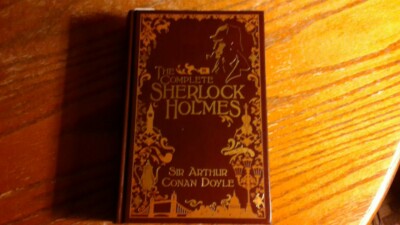 The
Complete
Sherlock
Holmes
Sir Arthur
Conan Doyle